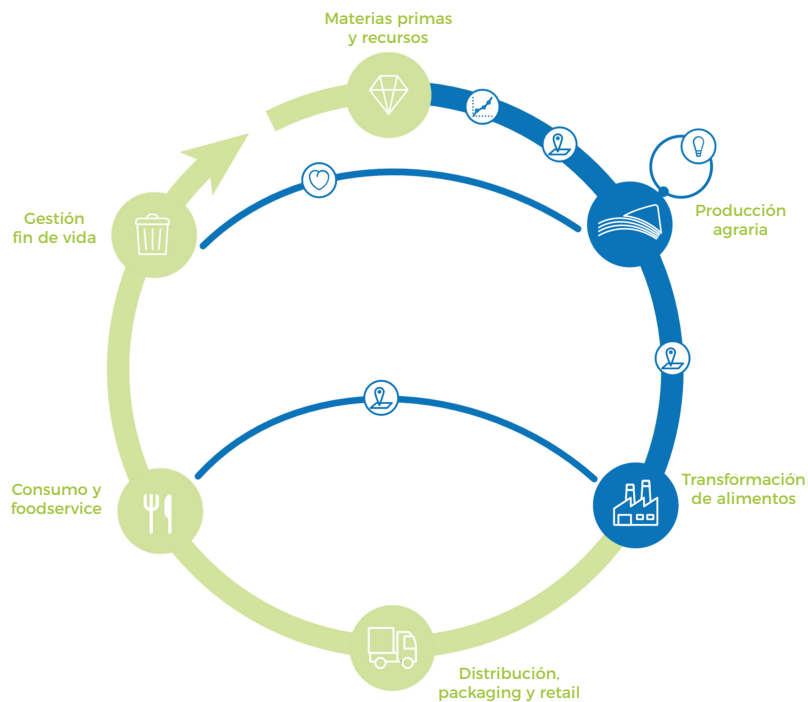 Materias primas
y recursos
Producción
agraria
Transformación
de alimentos
Distribución,
packaging y retail
Consumo y
foodservice
Gestión
fin de vida